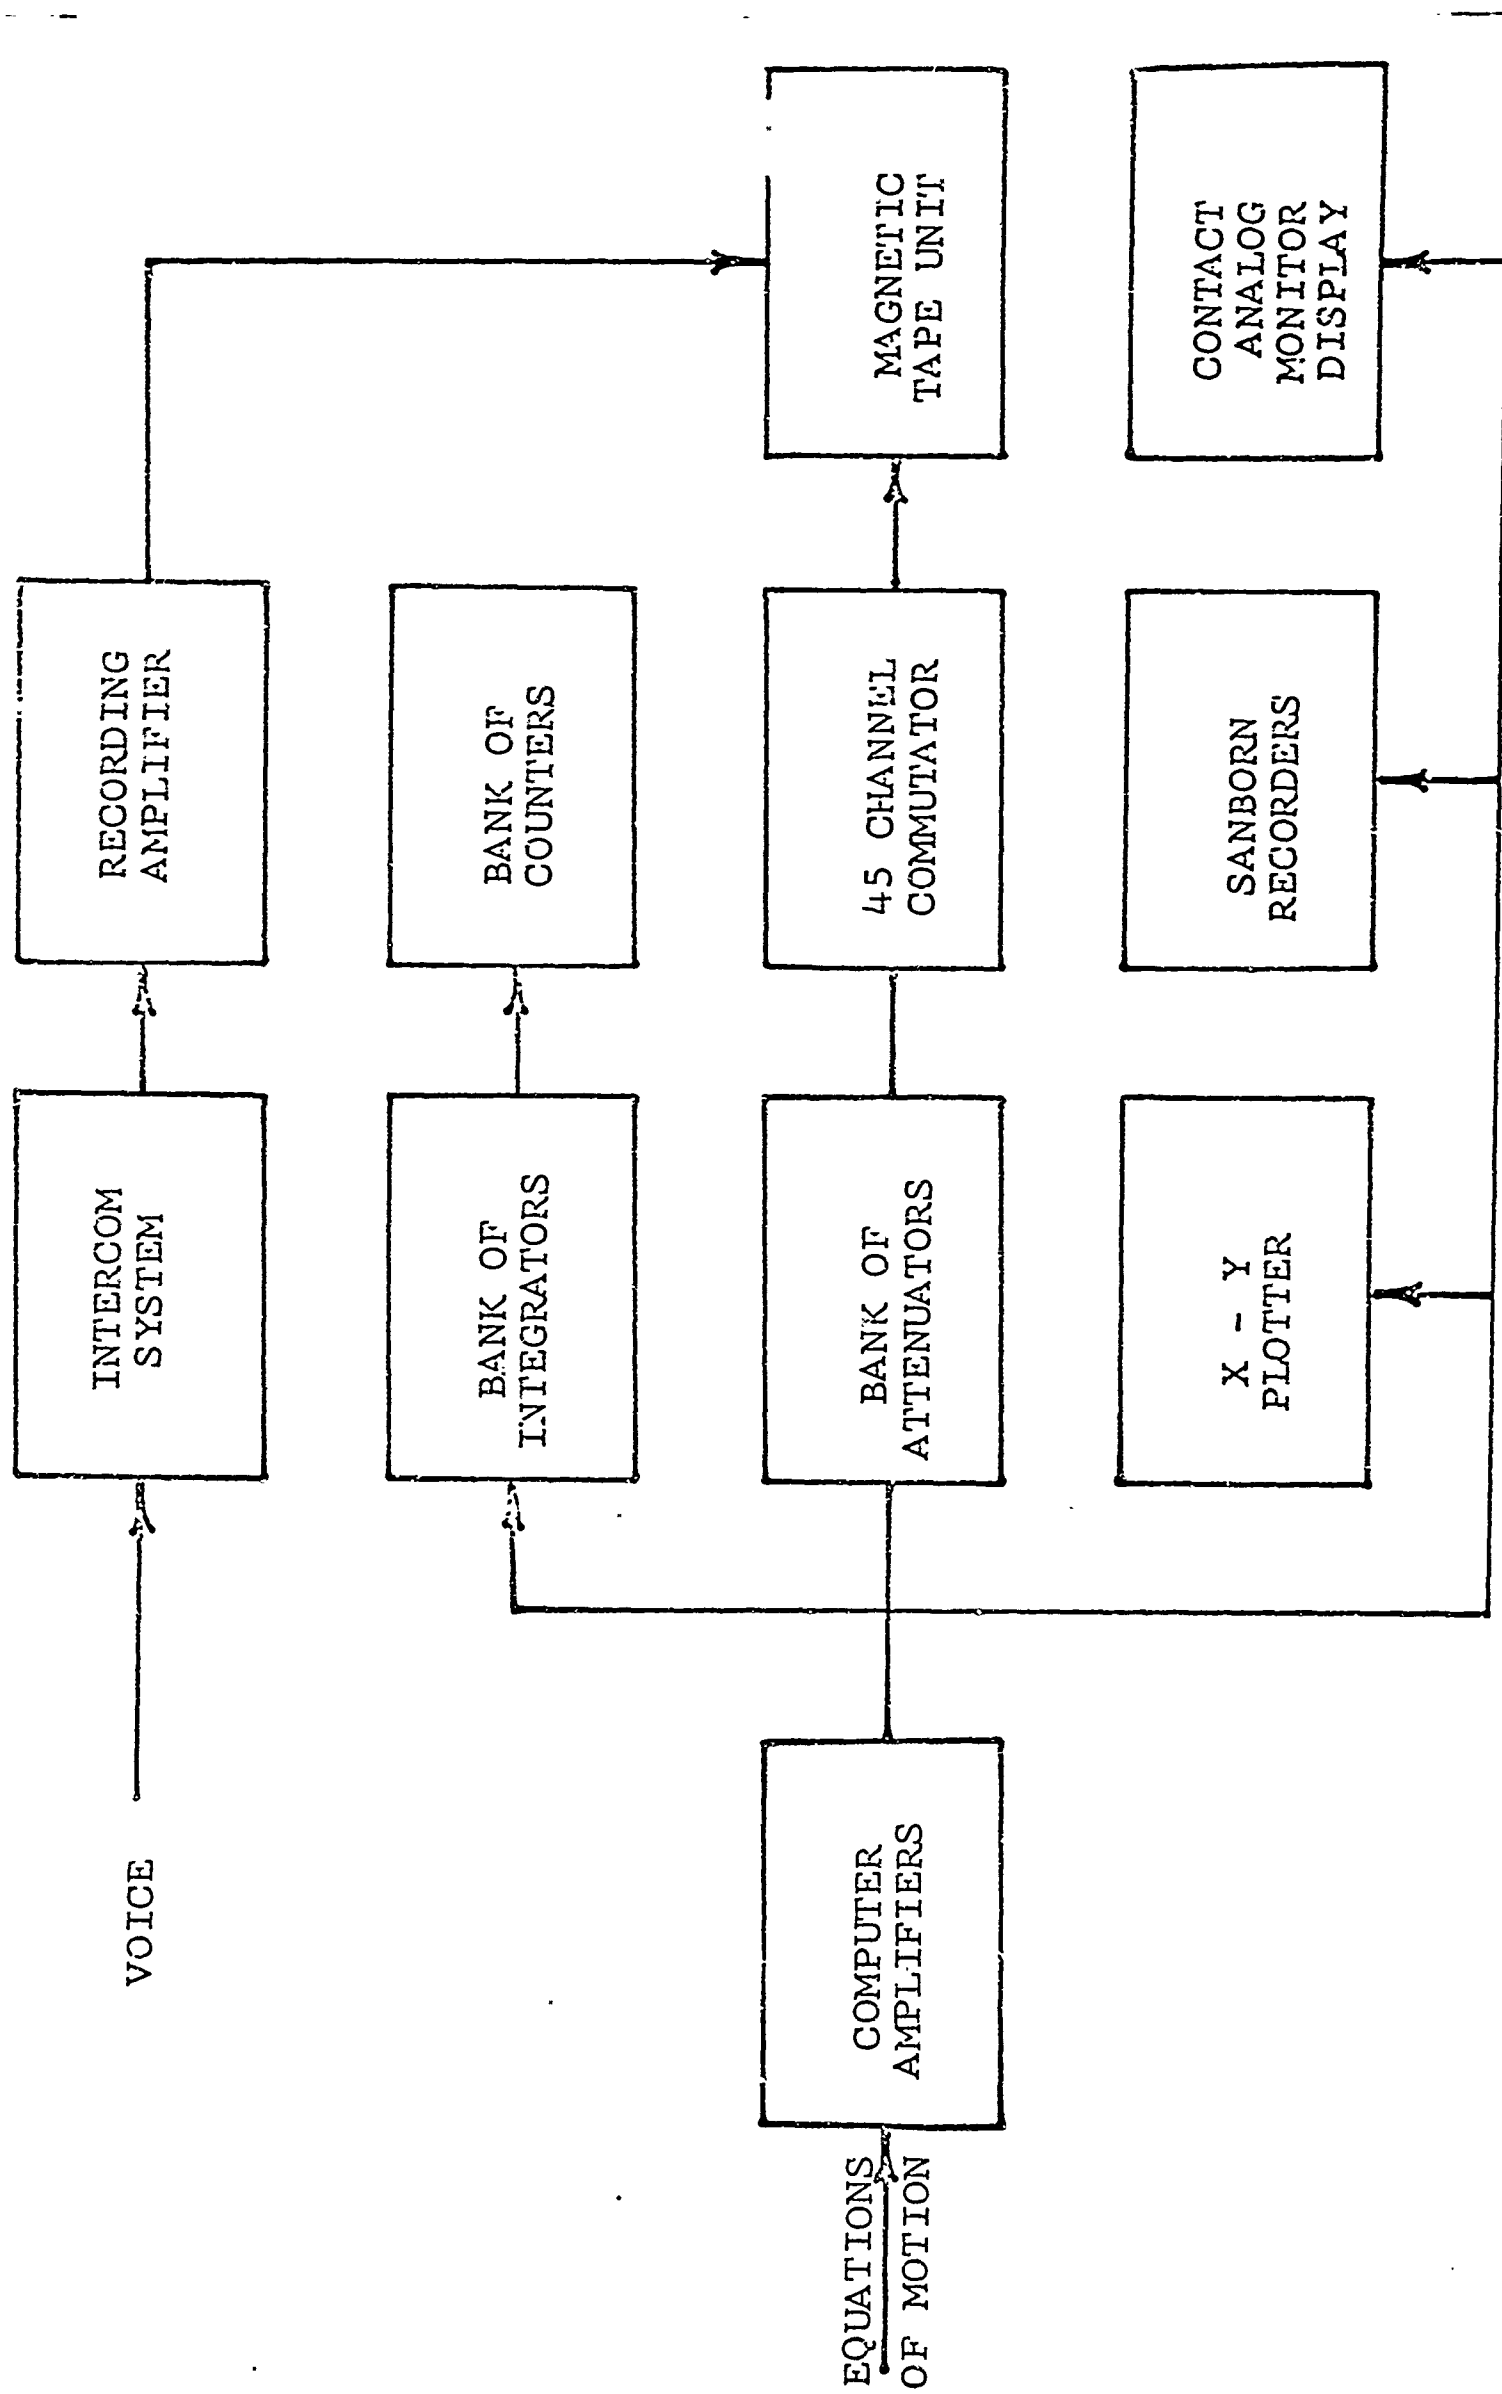 VOICE
INTERCOM
SYSTEM
RECORDING
AMPLIFIER
BANK OF
INTEGRATORS
BANK OF
COUNTERS
EQUATIONS
OF MOTION
COMPUTER
AMPLIFIERS
BANK OF
ATTENUATORS
45 CHANNEL
COMMUTATOR
MAGNETIC
TAPE UNIT
X - Y
PLOTTER
SANBORN
RECORDERS
CONTACT
ANALOG
MONITOR
DISPLAY